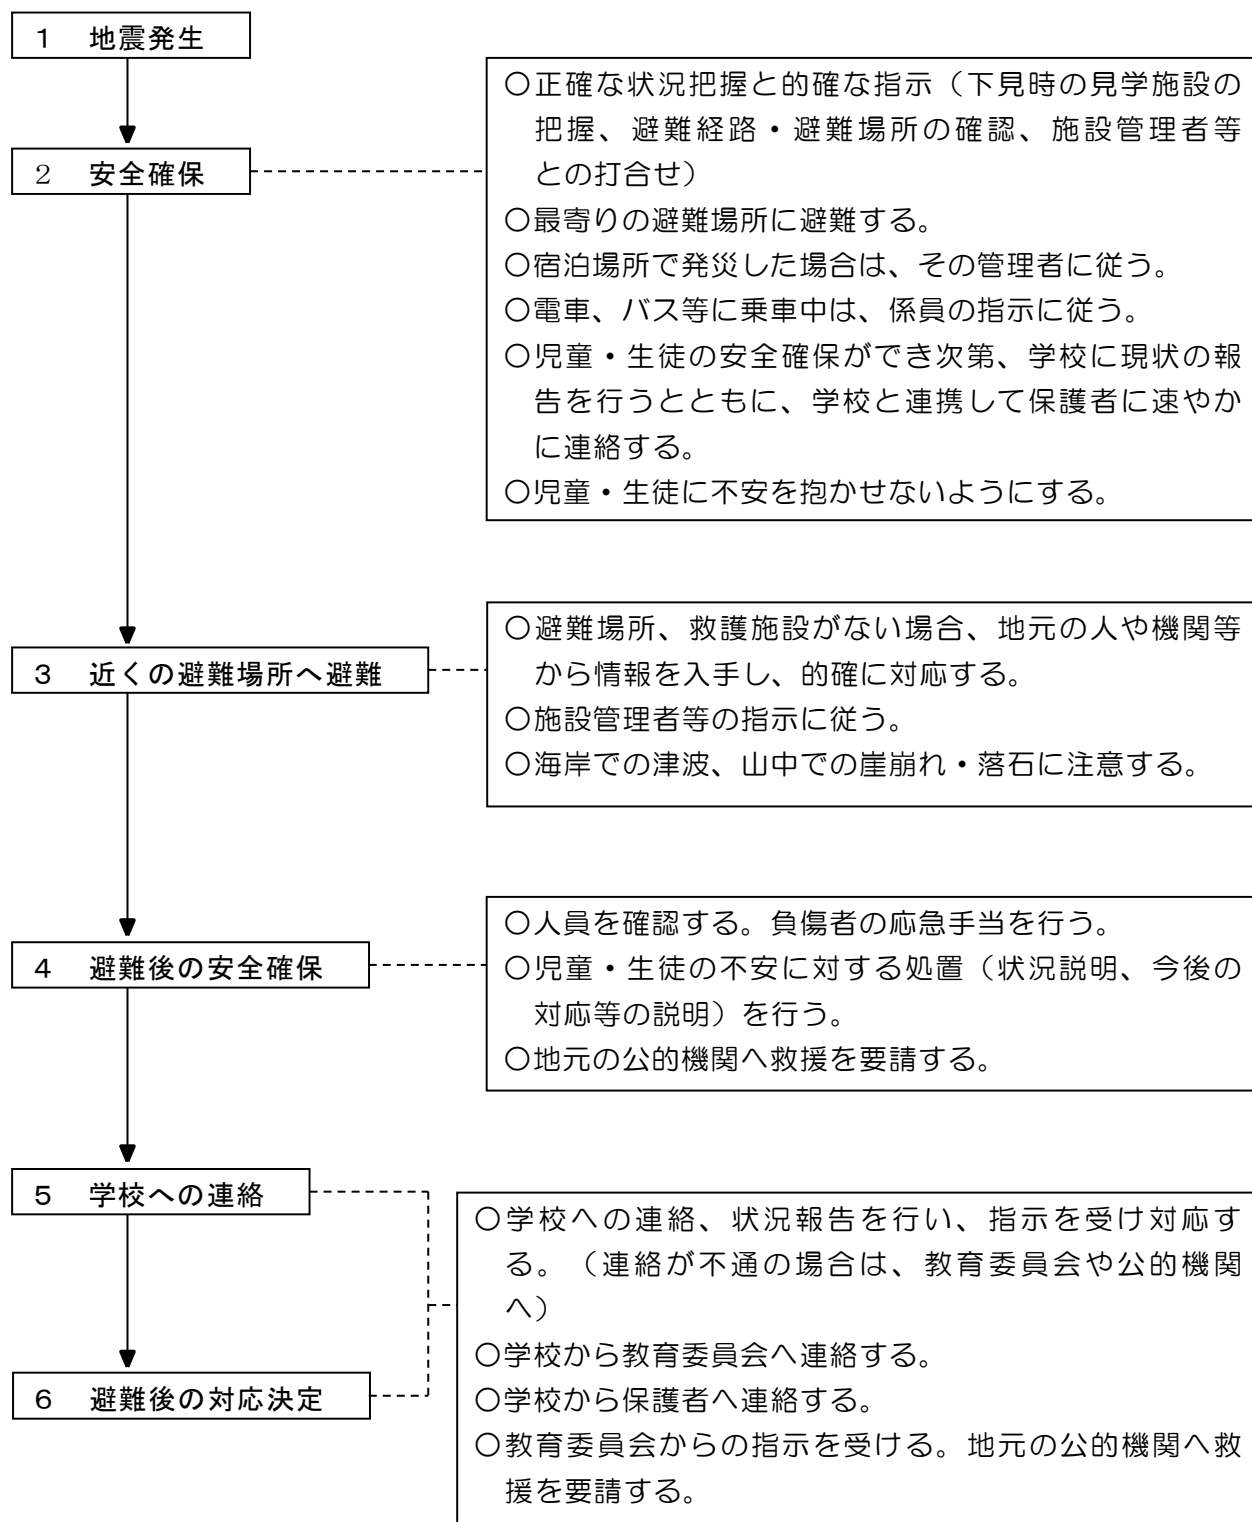 １　地震発生
２　安全確保
〇正確な状況把握と的確な指示（下見時の見学施設の
把握、避難経路・避難場所の確認、施設管理者等
との打合せ）
〇最寄りの避難場所に避難する。
〇宿泊場所で発災した場合は、その管理者に従う。
〇電車、バス等に乗車中は、係員の指示に従う。
〇児童・生徒の安全確保ができ次第、学校に現状の報
告を行うとともに、学校と連携して保護者に速やか
に連絡する。
〇児童・生徒に不安を抱かせないようにする。
３　近くの避難場所へ避難
〇避難場所、救護施設がない場合、地元の人や機関等
から情報を入手し、的確に対応する。
〇施設管理者等の指示に従う。
〇海岸での津波、山中での崖崩れ・落石に注意する。
４　避難後の安全確保
〇人員を確認する。負傷者の応急手当を行う。
〇児童・生徒の不安に対する処置（状況説明、今後の
対応等の説明）を行う。
〇地元の公的機関へ救援を要請する。
５　学校への連絡
６　避難後の対応決定
〇学校への連絡、状況報告を行い、指示を受け対応す
る。（連絡が不通の場合は、教育委員会や公的機関
へ）
〇学校から教育委員会へ連絡する。
〇学校から保護者へ連絡する。
〇教育委員会からの指示を受ける。地元の公的機関へ救
援を要請する。